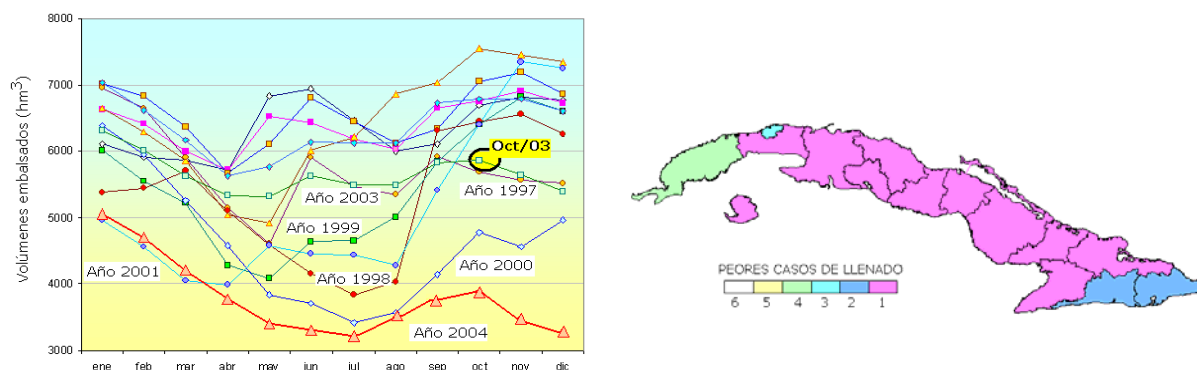 Volúmenes embalsados (hm³)
8000
7000
6000
5000
4000
3000
ene feb mar abr may jun jul ago sep oct nov dic
Oct/03
Año 1997
Año 2003
Año 1999
Año 2001
Año 1998
Año 2000
Año 2004
PEORES CASOS DE LLENADO
6 5 4 3 2 1